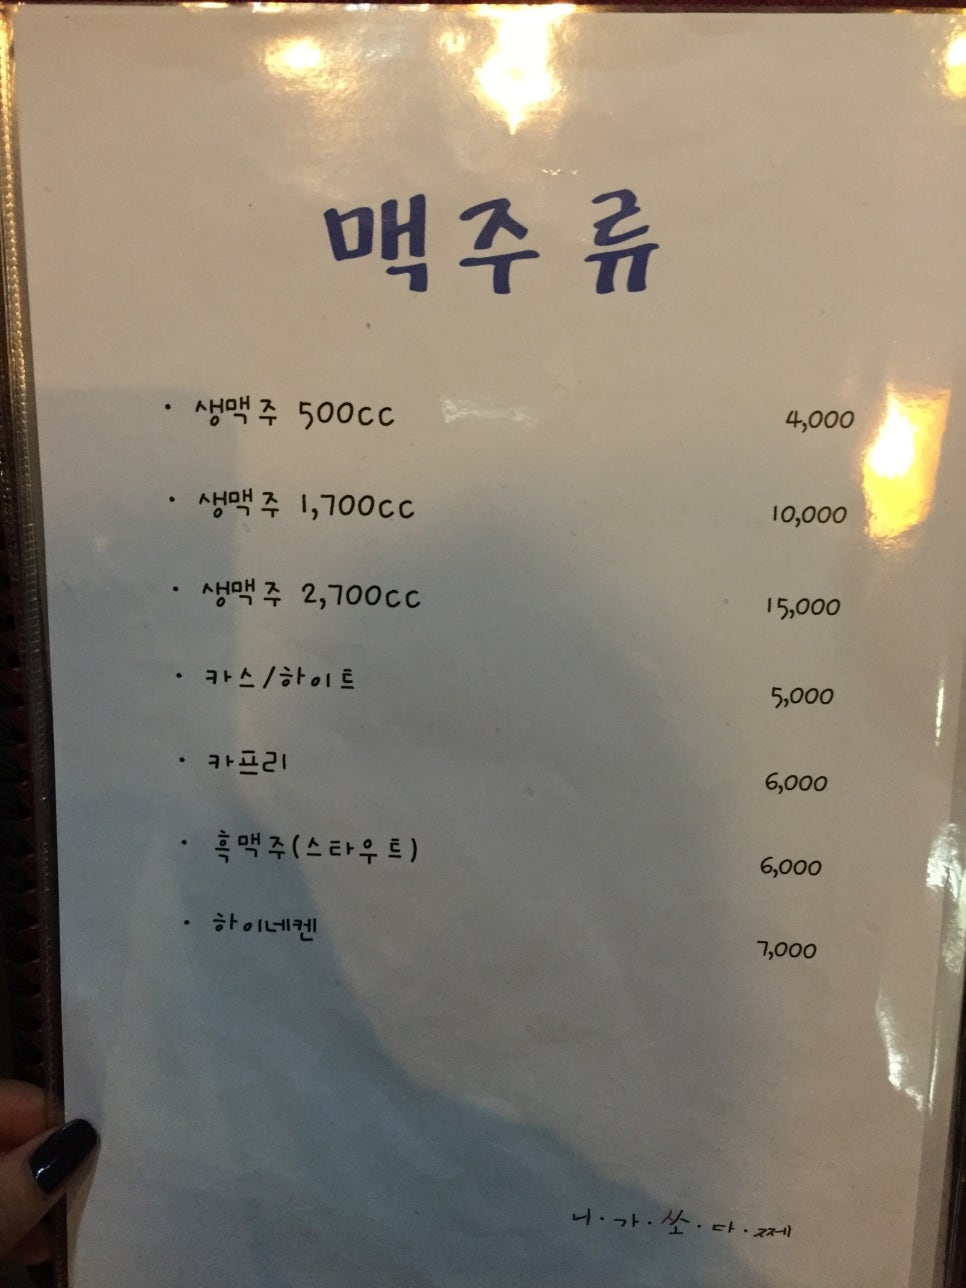 맥주류
· 생맥주 500cc 4,000
· 생맥주 1,700cc 10,000
· 생맥주 2,700cc 15,000
· 카스/하이트 5,000
· 카프리 6,000
· 흑맥주(스타우트) 6,000
· 하이네켄 7,000
니·가·쏘·다·쩨